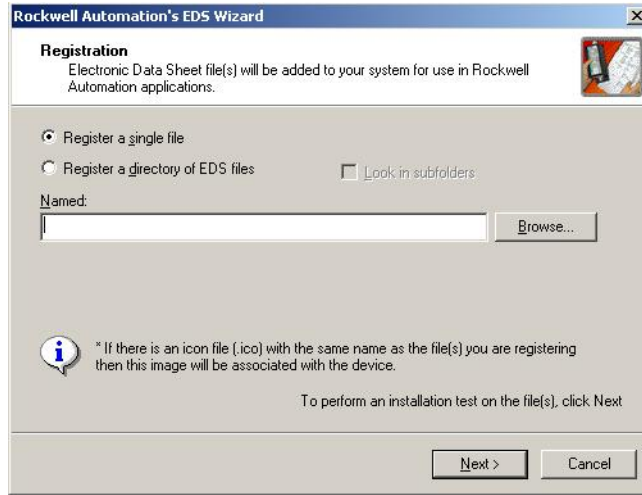 Rockwell Automation's EDS Wizard
Registration
Electronic Data Sheet file(s) will be added to your system for use in Rockwell
Automation applications.
Register a single file
Register a directory of EDS files
Look in subfolders
Named:
Browse...
* If there is an icon file (.ico) with the same name as the file(s) you are registering
then this image will be associated with the device.
To perform an installation test on the file(s), click Next
Next >
Cancel